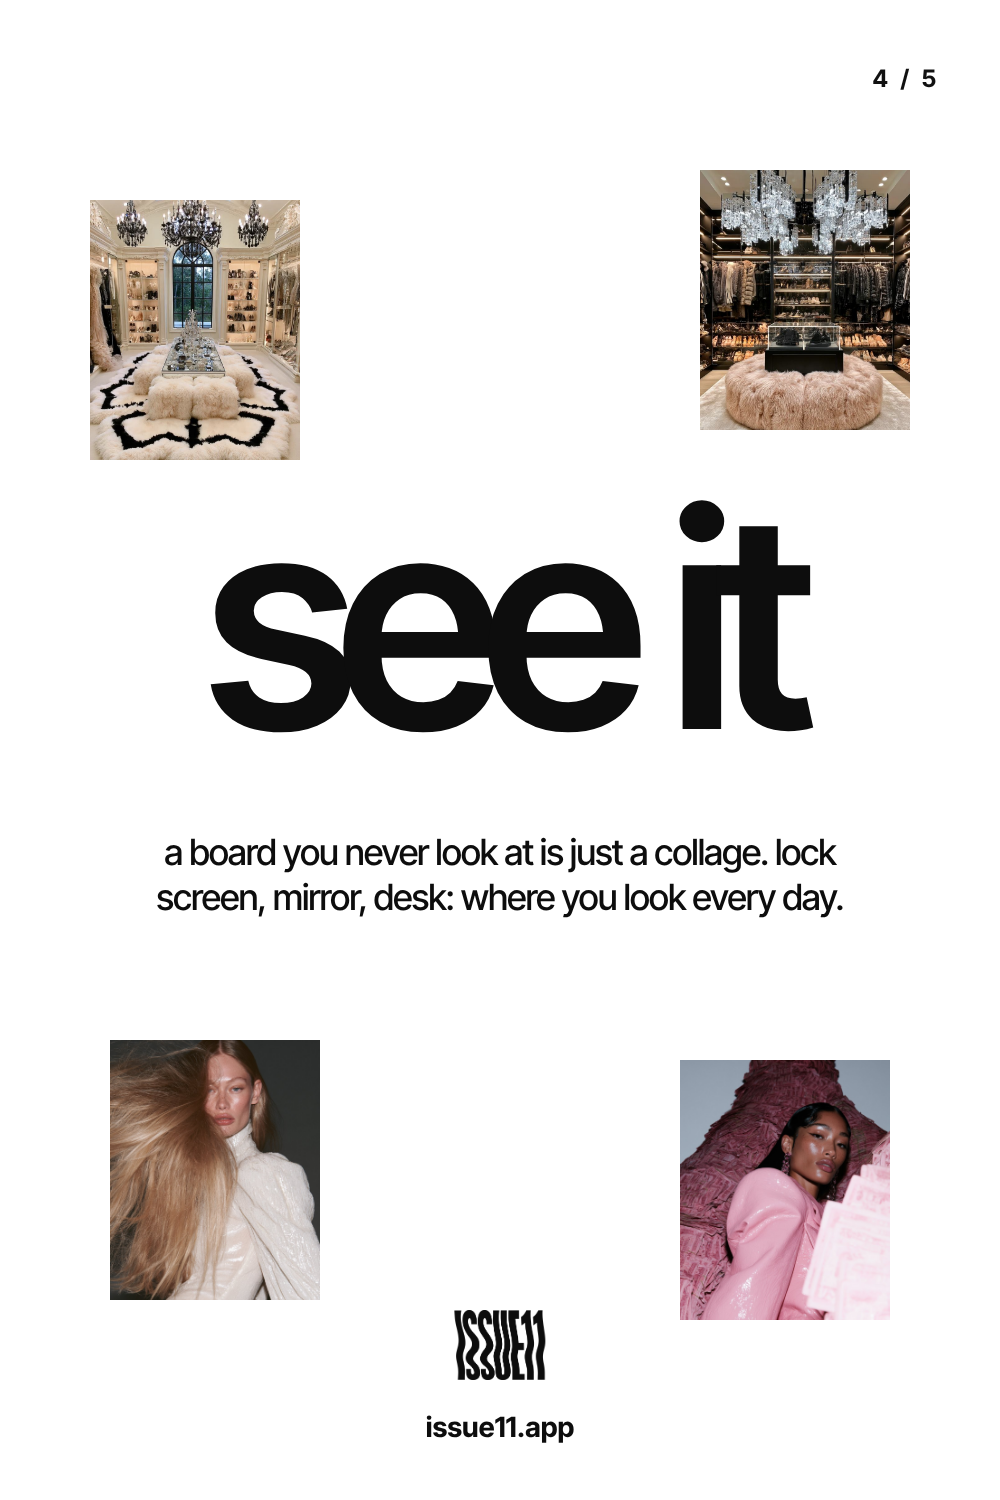 4 / 5
see it
a board you never look at is just a collage. lock
screen, mirror, desk: where you look every day.
ISSUE11
issue11.app